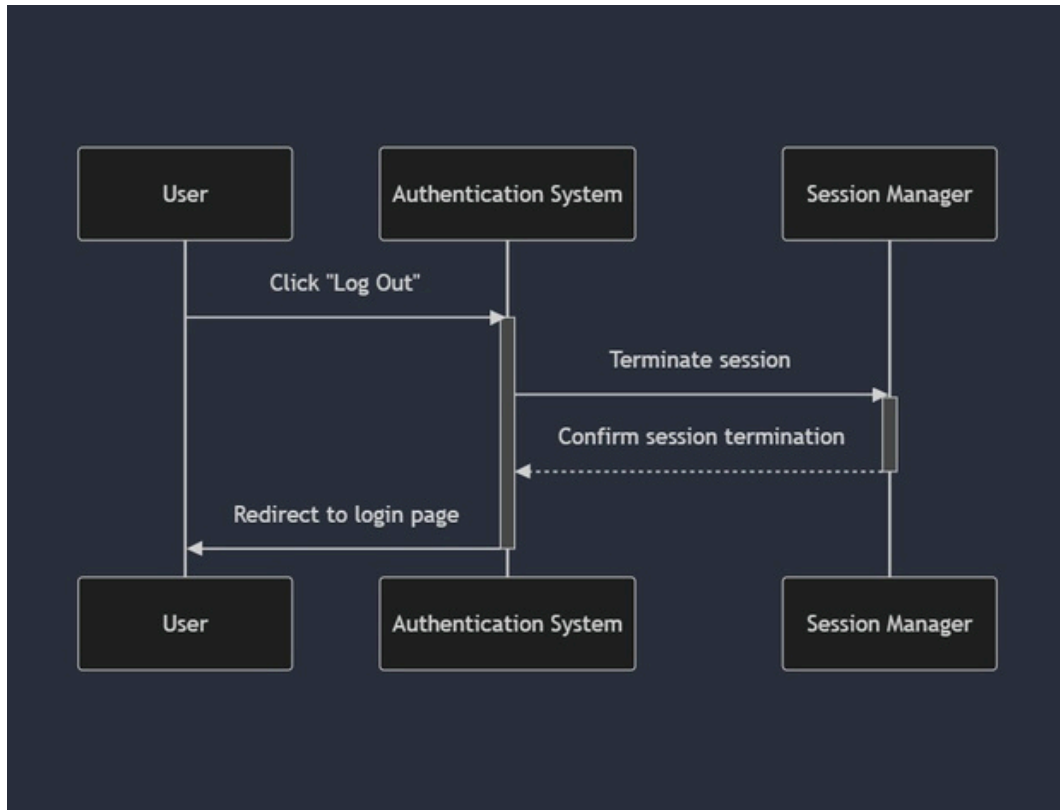 User
Authentication System
Session Manager
Click "Log Out"
Terminate session
Confirm session termination
Redirect to login page
User
Authentication System
Session Manager